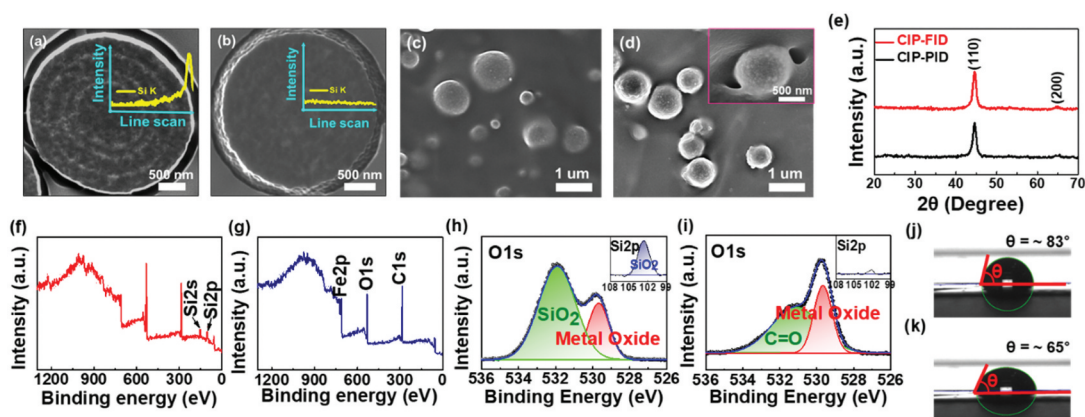 (a)
Intensity
Si K
Line scan
500 nm
(b)
Intensity
Si K
Line scan
500 nm
(c)
1 um
(d)
500 nm
1 um
(e)
CIP-FID
CIP-PID
(110)
(200)
Intensity (a.u.)
20 30 40 50 60 70
2θ (Degree)
(f)
Intensity (a.u.)
Si2s
Si2p
1200 900 600 300 0
Binding energy (eV)
(g)
Intensity (a.u.)
Fe2p
O1s
C1s
1200 900 600 300 0
Binding energy (eV)
(h)
O1s
Si2p
SiO2
108 105 102 99
SiO2
Metal Oxide
Intensity (a.u.)
536 534 532 530 528 526
Binding energy (eV)
(i)
O1s
Si2p
108 105 102 99
Metal Oxide
C=O
Intensity (a.u.)
536 534 532 530 528 526
Binding energy (eV)
(j)
θ = ~ 83°
θ
(k)
θ = ~ 65°
θ